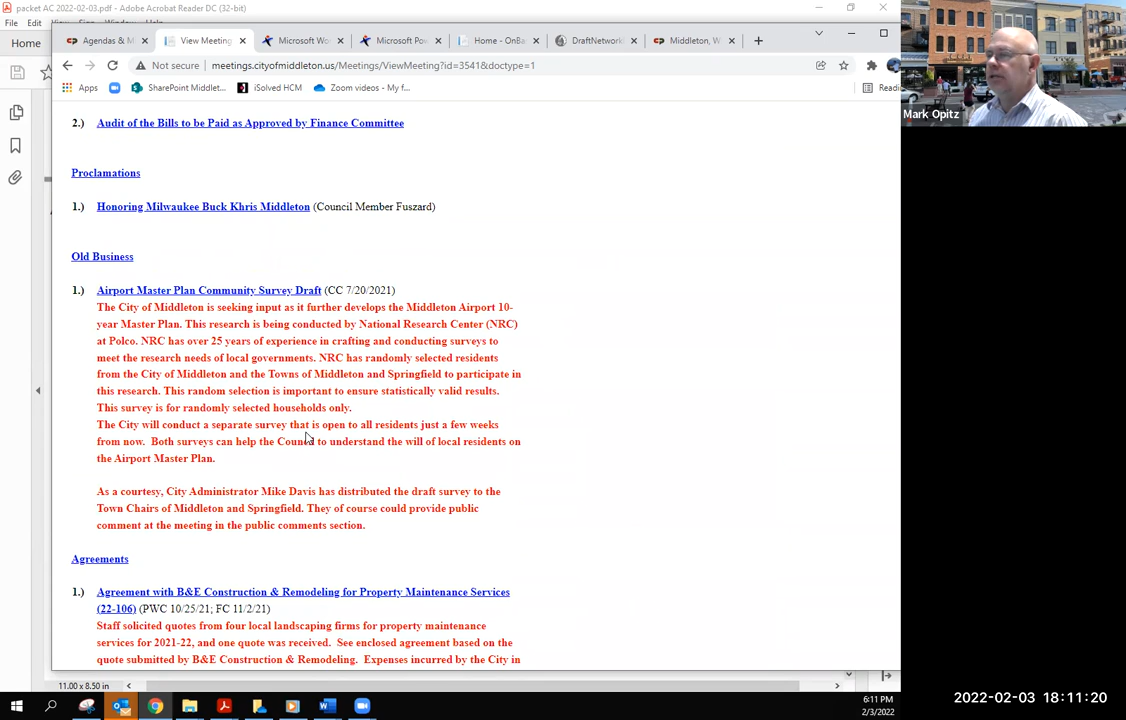 packet AC 2022-02-03.pdf - Adobe Acrobat Reader DC (32-bit)
File Edit View Sign Window Help
Home
Agendas & M
View Meeting
Microsoft Wo
Microsoft Po
Home - OnBa
DraftNetwork
Middleton, W
Not secure meetings.cityofmiddleton.us/Meetings/ViewMeeting?id=3541&doctype=1
Apps SharePoint Middlet... iSolved HCM Zoom videos - My f... Readi
2.) Audit of the Bills to be Paid as Approved by Finance Committee
Proclamations
1.) Honoring Milwaukee Buck Khris Middleton (Council Member Fuszard)
Old Business
1.) Airport Master Plan Community Survey Draft (CC 7/20/2021)
The City of Middleton is seeking input as it further develops the Middleton Airport 10-
year Master Plan. This research is being conducted by National Research Center (NRC)
at Polco. NRC has over 25 years of experience in crafting and conducting surveys to
meet the research needs of local governments. NRC has randomly selected residents
from the City of Middleton and the Towns of Middleton and Springfield to participate in
this research. This random selection is important to ensure statistically valid results.
This survey is for randomly selected households only.
The City will conduct a separate survey that is open to all residents just a few weeks
from now. Both surveys can help the Council to understand the will of local residents on
the Airport Master Plan.
As a courtesy, City Administrator Mike Davis has distributed the draft survey to the
Town Chairs of Middleton and Springfield. They of course could provide public
comment at the meeting in the public comments section.
Agreements
1.) Agreement with B&E Construction & Remodeling for Property Maintenance Services
(22-106) (PWC 10/25/21; FC 11/2/21)
Staff solicited quotes from four local landscaping firms for property maintenance
services for 2021-22, and one quote was received. See enclosed agreement based on the
quote submitted by B&E Construction & Remodeling. Expenses incurred by the City in
11.00 x 8.50 in
6:11 PM
2/3/2022
Mark Opitz
2022-02-03 18:11:20